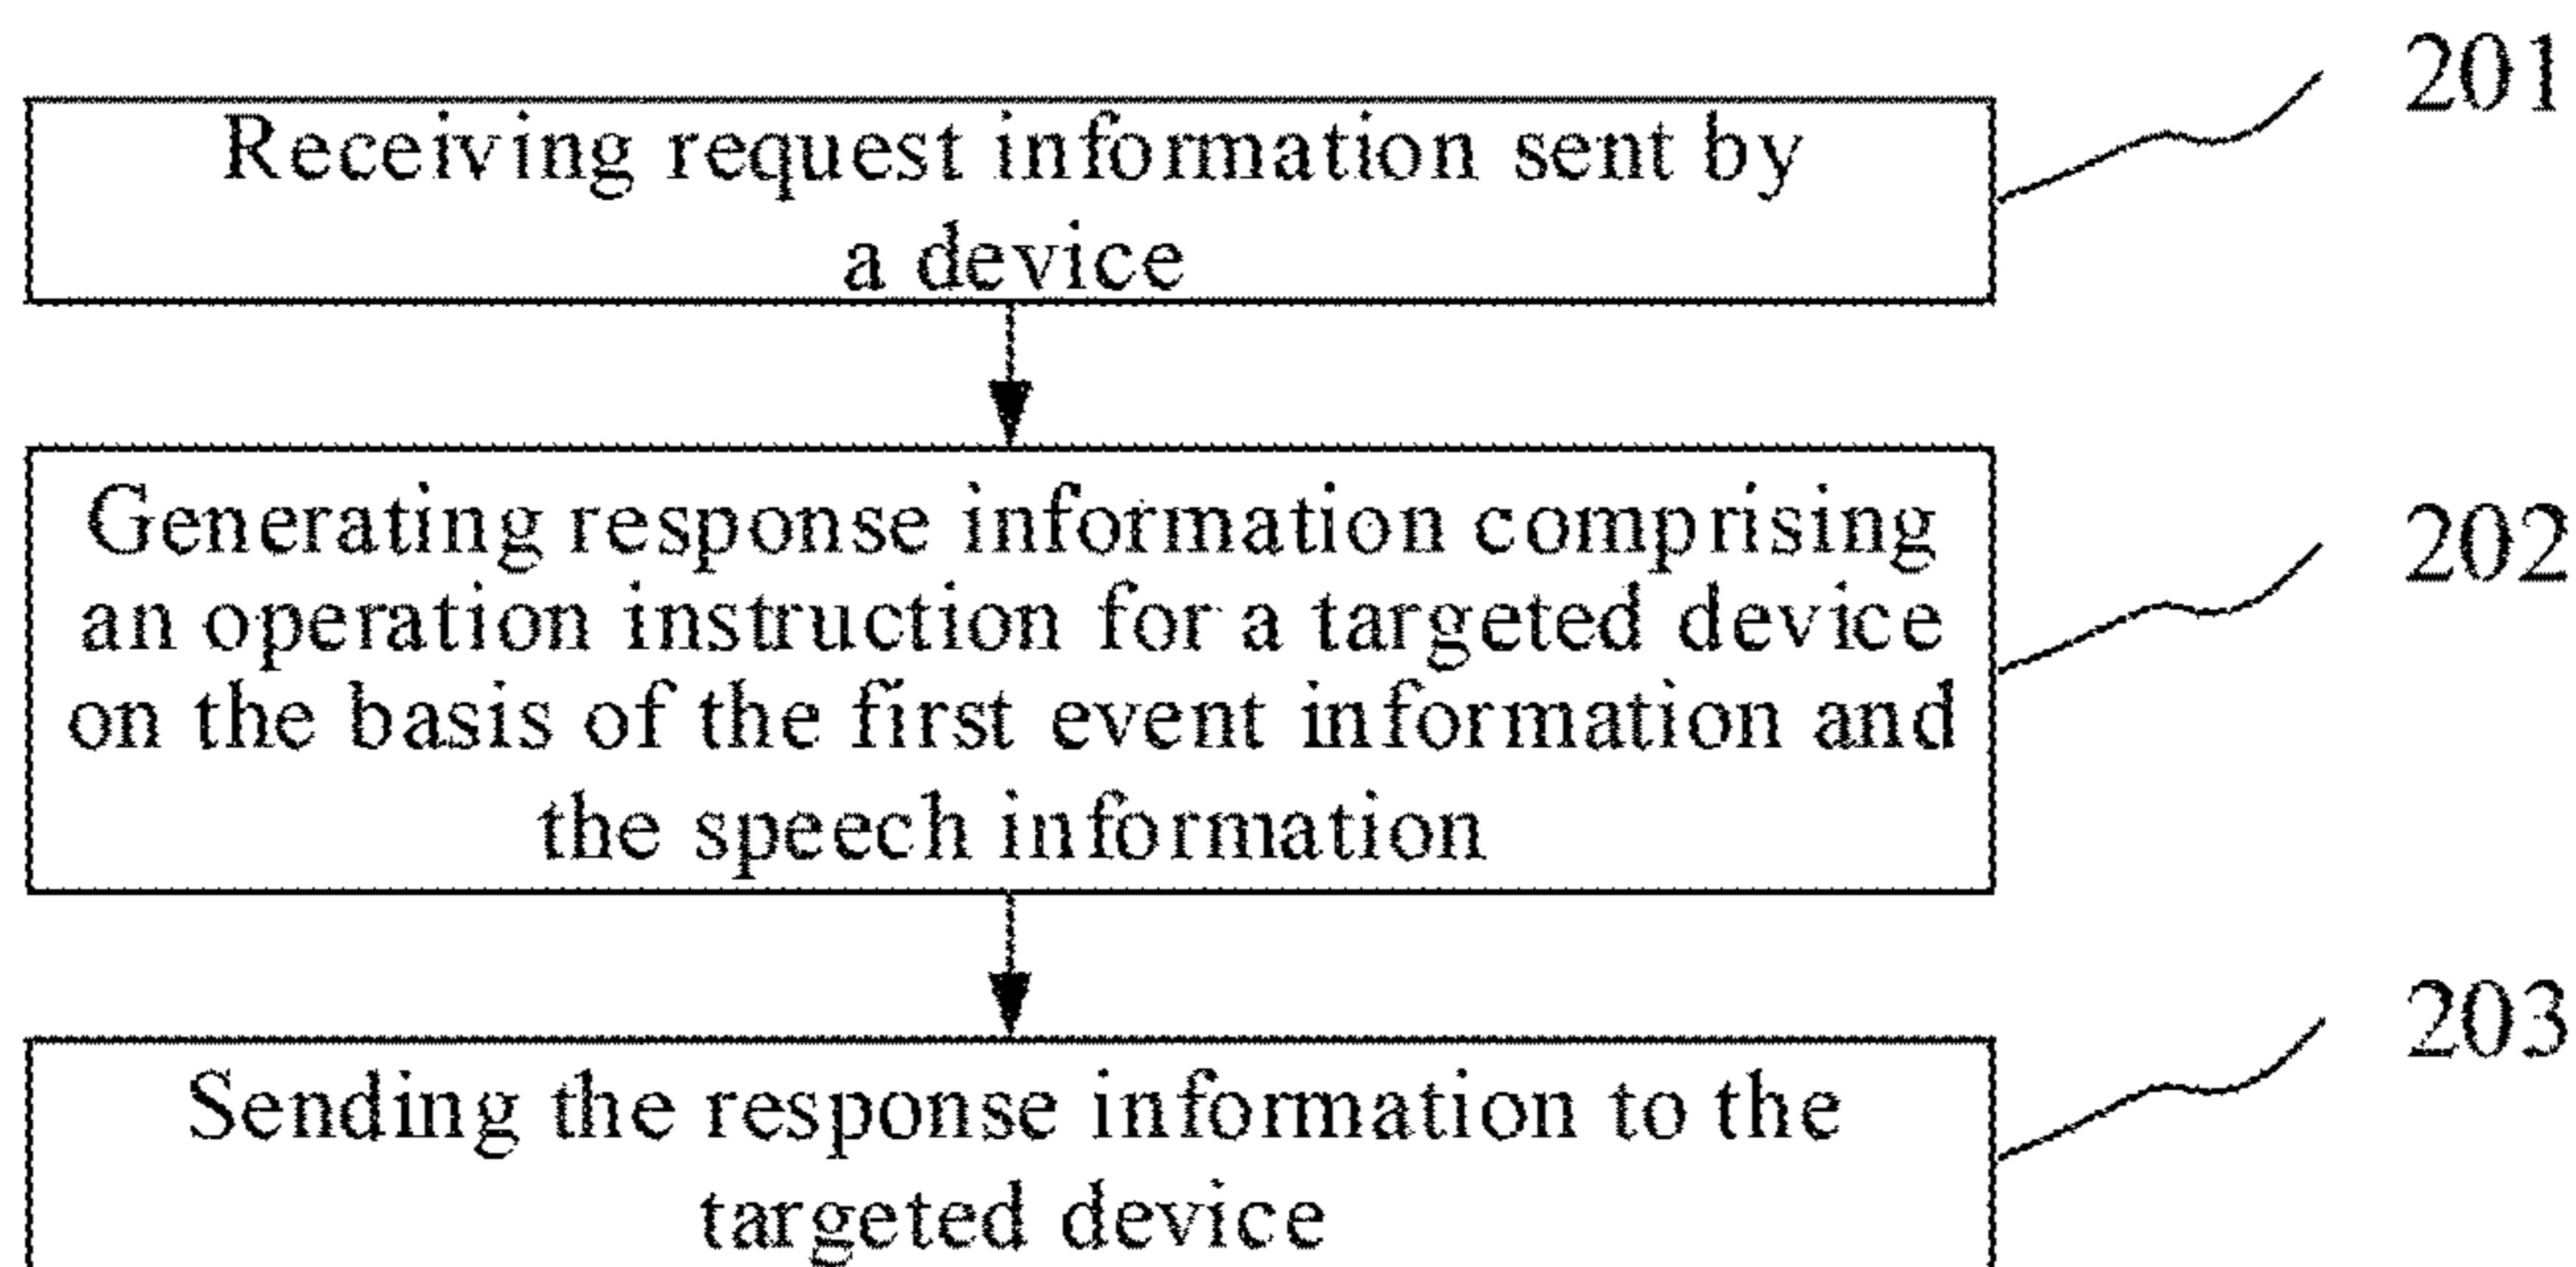 201
Receiving request information sent by
a device
202
Generating response information comprising
an operation instruction for a targeted device
on the basis of the first event information and
the speech information
203
Sending the response information to the
targeted device